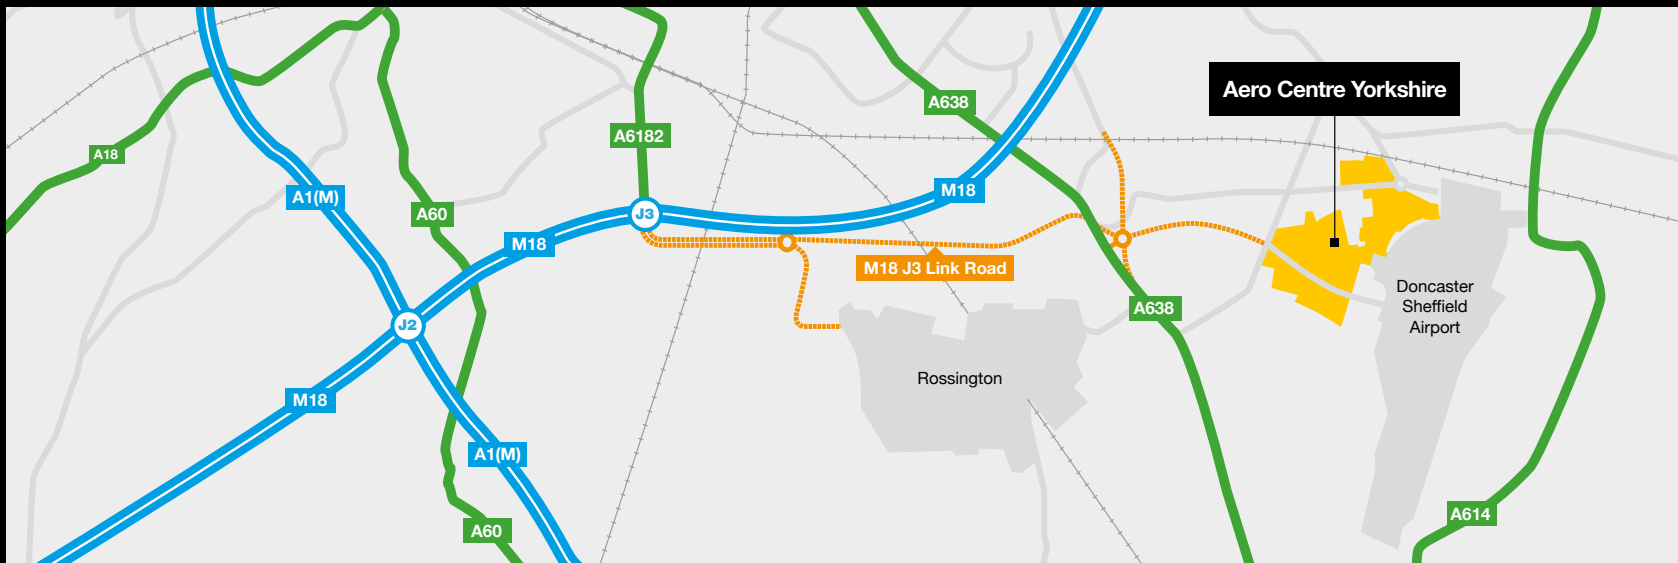 Aero Centre Yorkshire
A638
A6182
A18
A1(M)
M18
A60
J3
M18
M18 J3 Link Road
Doncaster
Sheffield
Airport
A638
J2
Rossington
M18
A1(M)
A614
A60